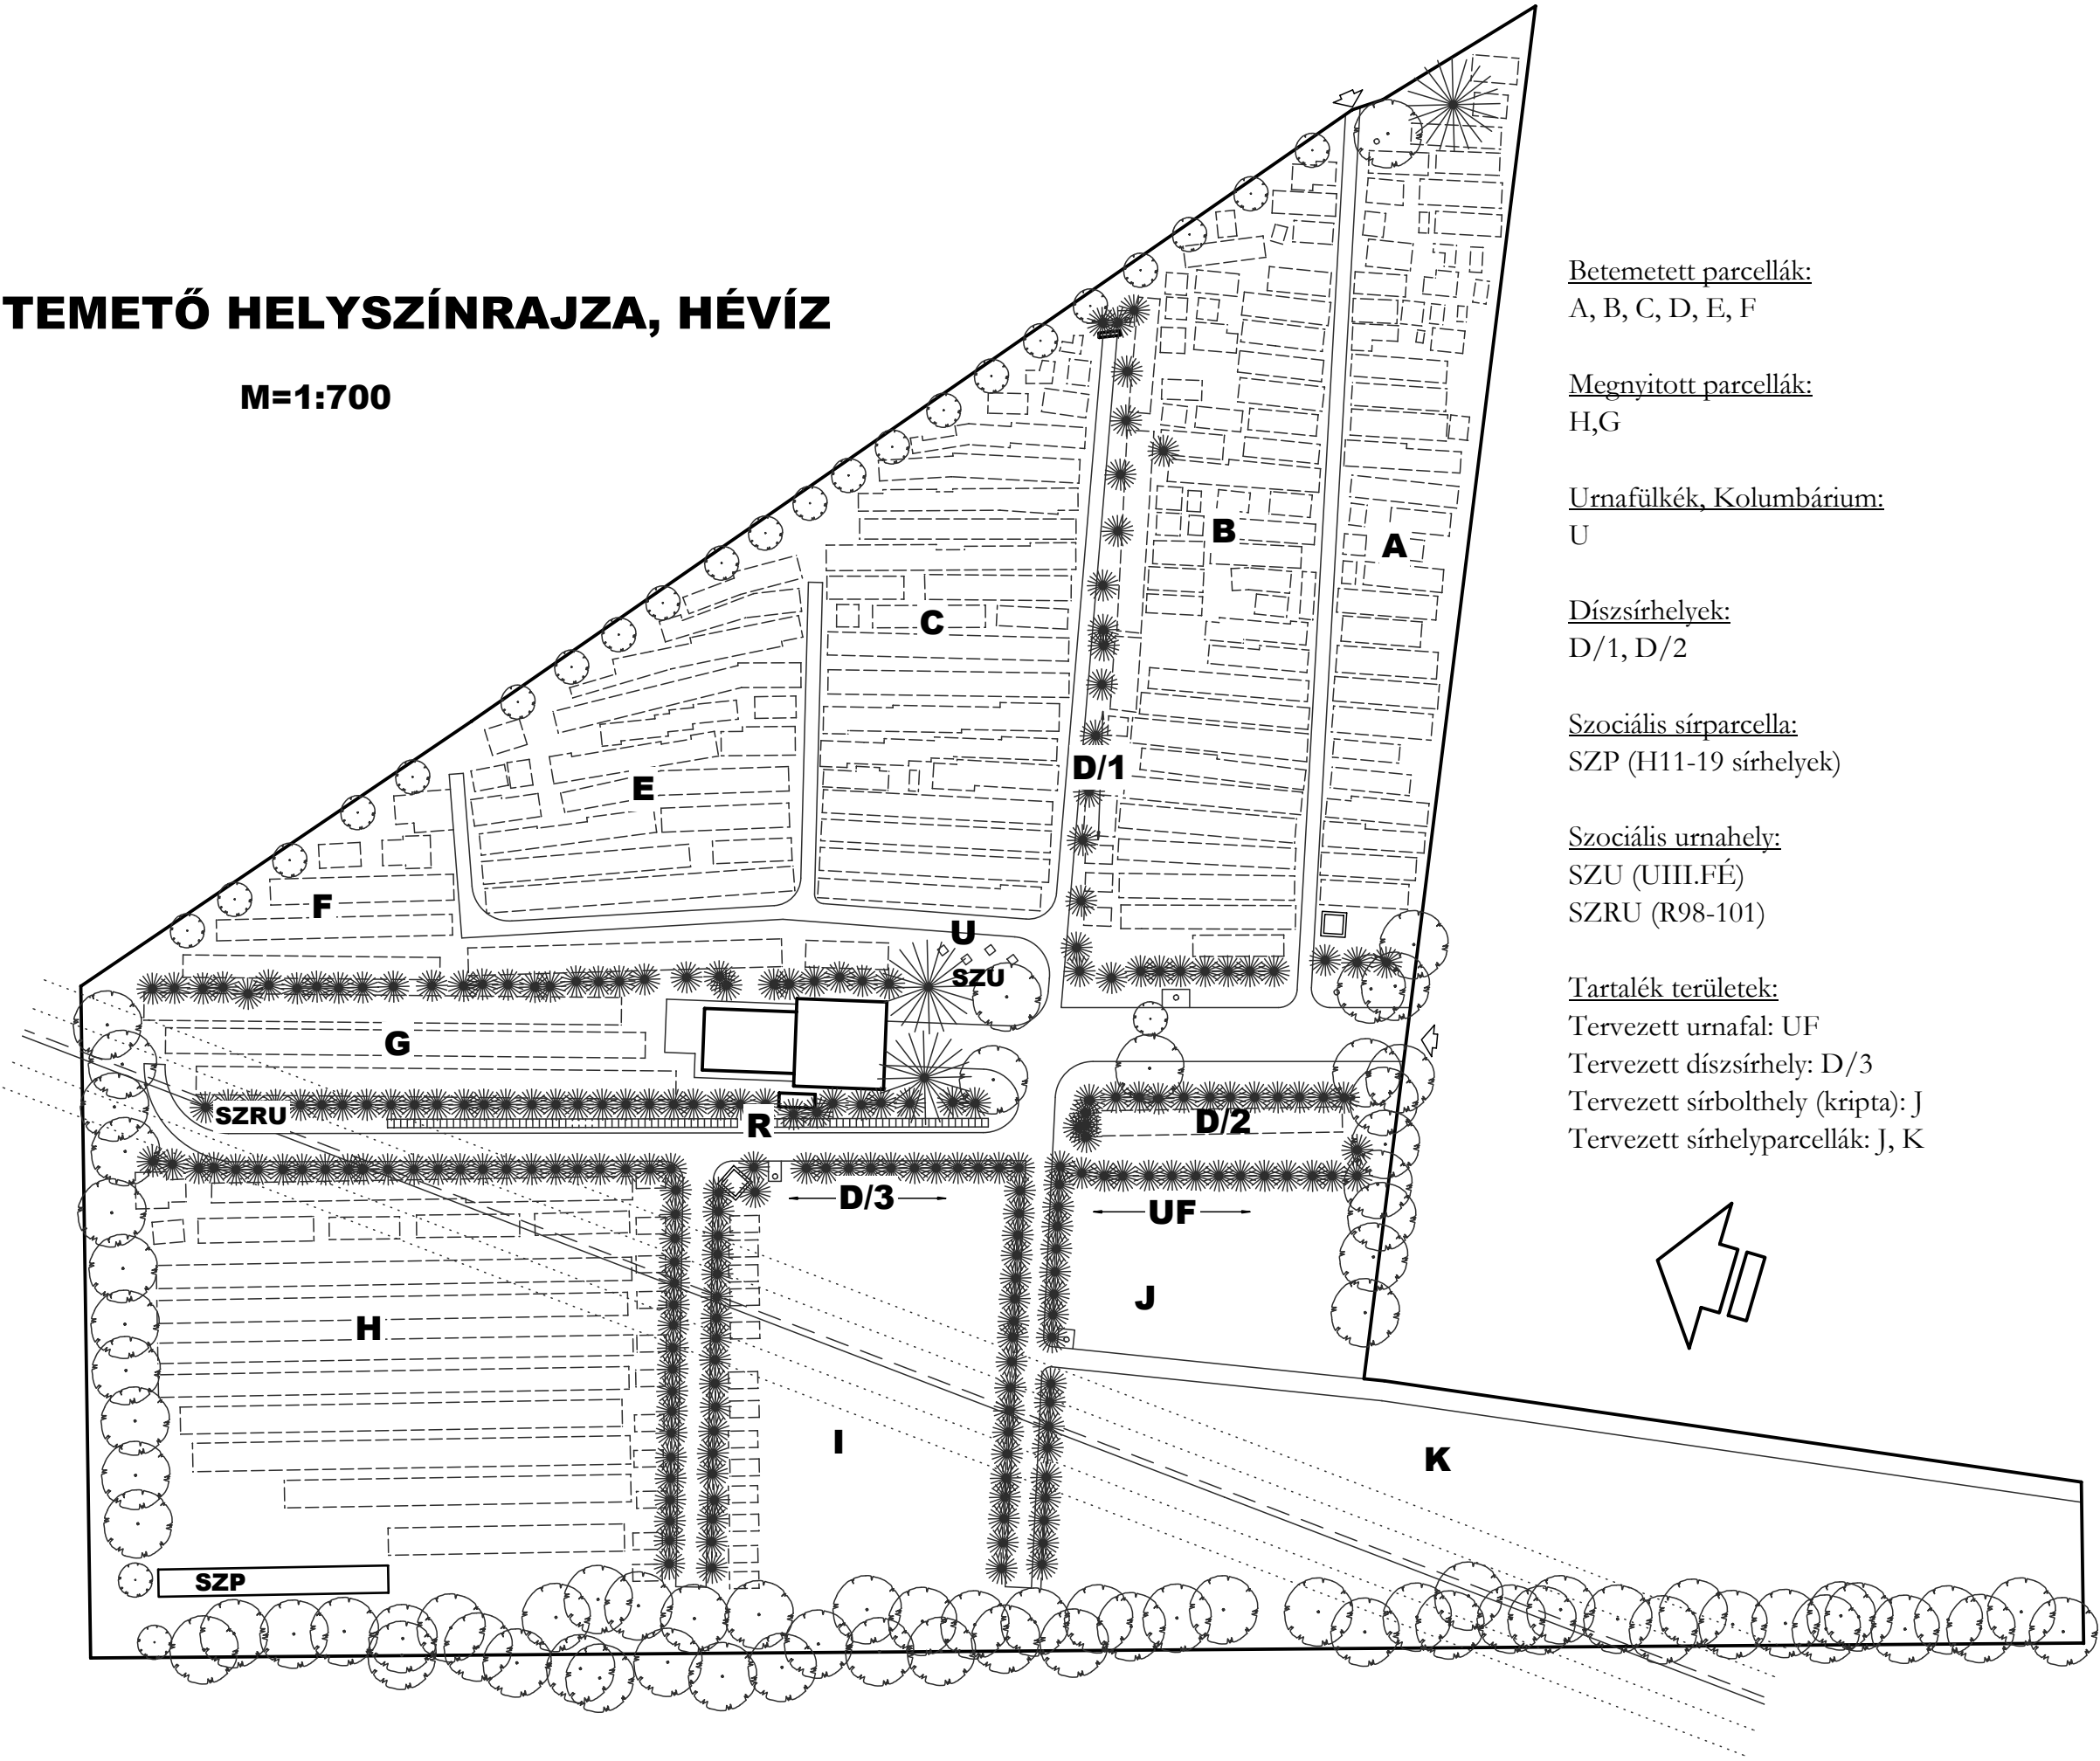 TEMETŐ HELYSZÍNRAJZA, HÉVÍZ
M=1:700
Betemetett parcellák:
A, B, C, D, E, F
Megnyitott parcellák:
H,G
Urnafülkék, Kolumbárium:
U
Díszsírhelyek:
D/1, D/2
Szociális sírparcella:
SZP (H11-19 sírhelyek)
Szociális urnahely:
SZU (UIII.FÉ)
SZRU (R98-101)
Tartalék területek:
Tervezett urnafal: UF
Tervezett díszsírhely: D/3
Tervezett sírbolthely (kripta): J
Tervezett sírhelyparcellák: J, K
B
A
C
D/1
E
F
U
SZU
G
SZRU
R
D/2
D/3
UF
J
H
I
K
SZP